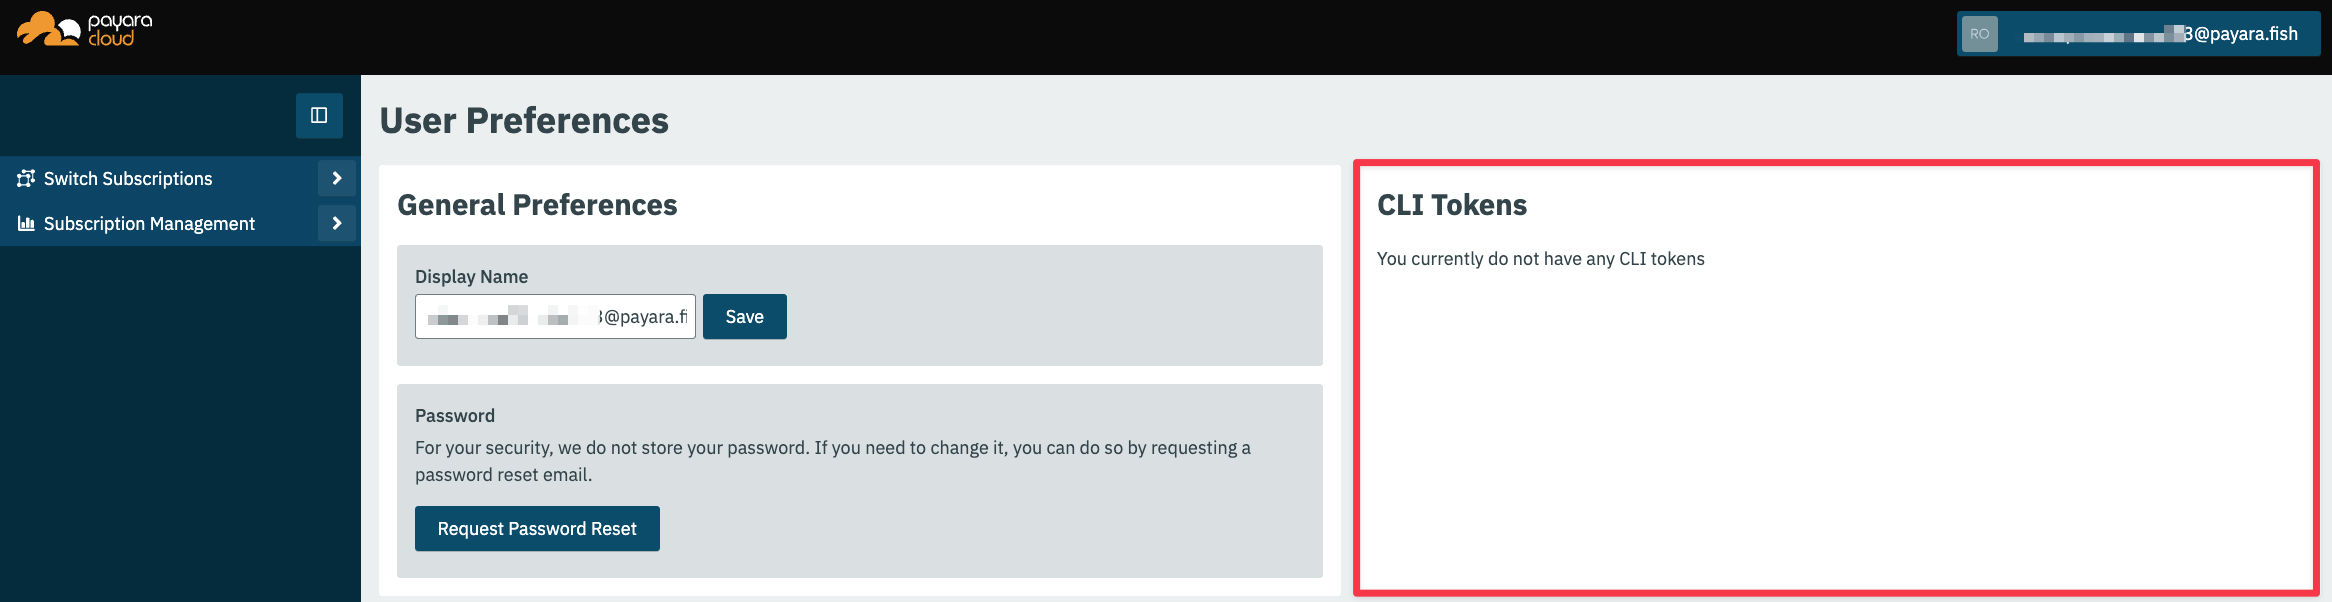 payara
cloud
RO
3@payara.fish
Switch Subscriptions
Subscription Management
User Preferences
General Preferences
Display Name
@payara.fi
Save
Password
For your security, we do not store your password. If you need to change it, you can do so by requesting a
password reset email.
Request Password Reset
CLI Tokens
You currently do not have any CLI tokens